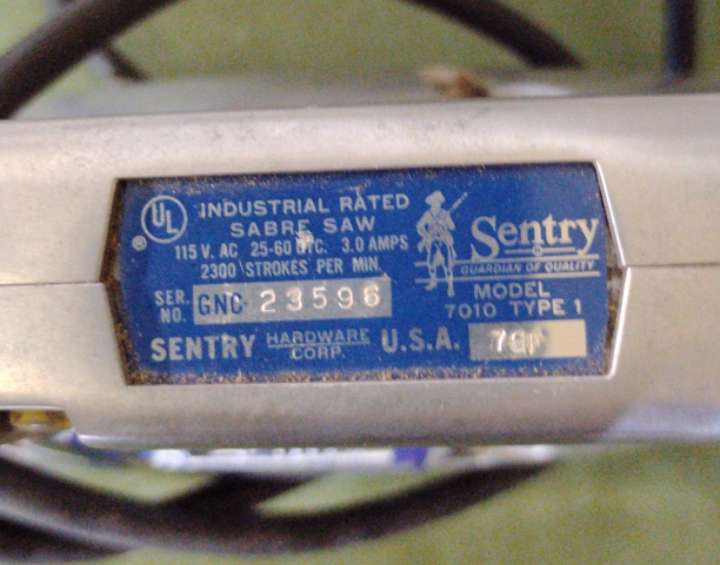 UL
®
INDUSTRIAL RATED
SABRE SAW
115 V. AC 25-60 CYC. 3.0 AMPS
2300 STROKES PER MIN.
SER. NO. GNC- 23596
Sentry
GUARDIAN OF QUALITY
MODEL
7010 TYPE 1
SENTRY HARDWARE CORP. U.S.A.